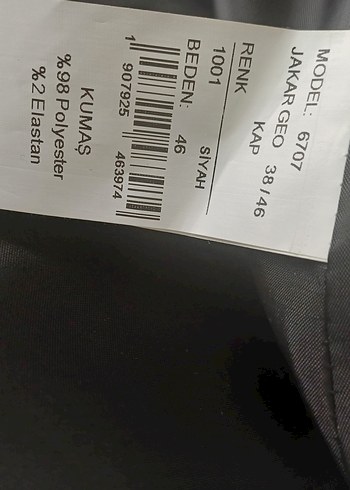 MODEL: 6707
JAKAR GEO 38/46
KAP
RENK
1001 SİYAH
BEDEN: 46
1 907925 463974
KUMAŞ
%98 Polyester
%2 Elastan